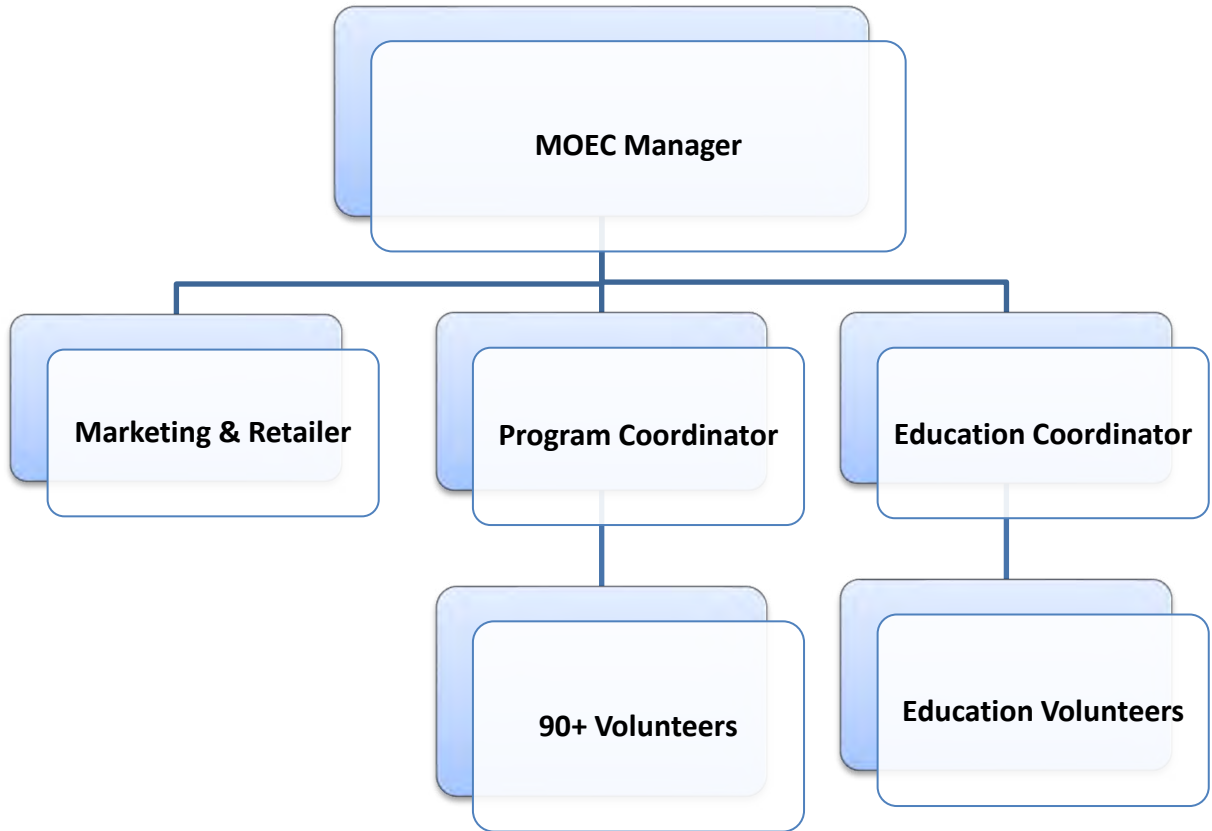 MOEC Manager
Marketing & Retailer
Program Coordinator
Education Coordinator
90+ Volunteers
Education Volunteers